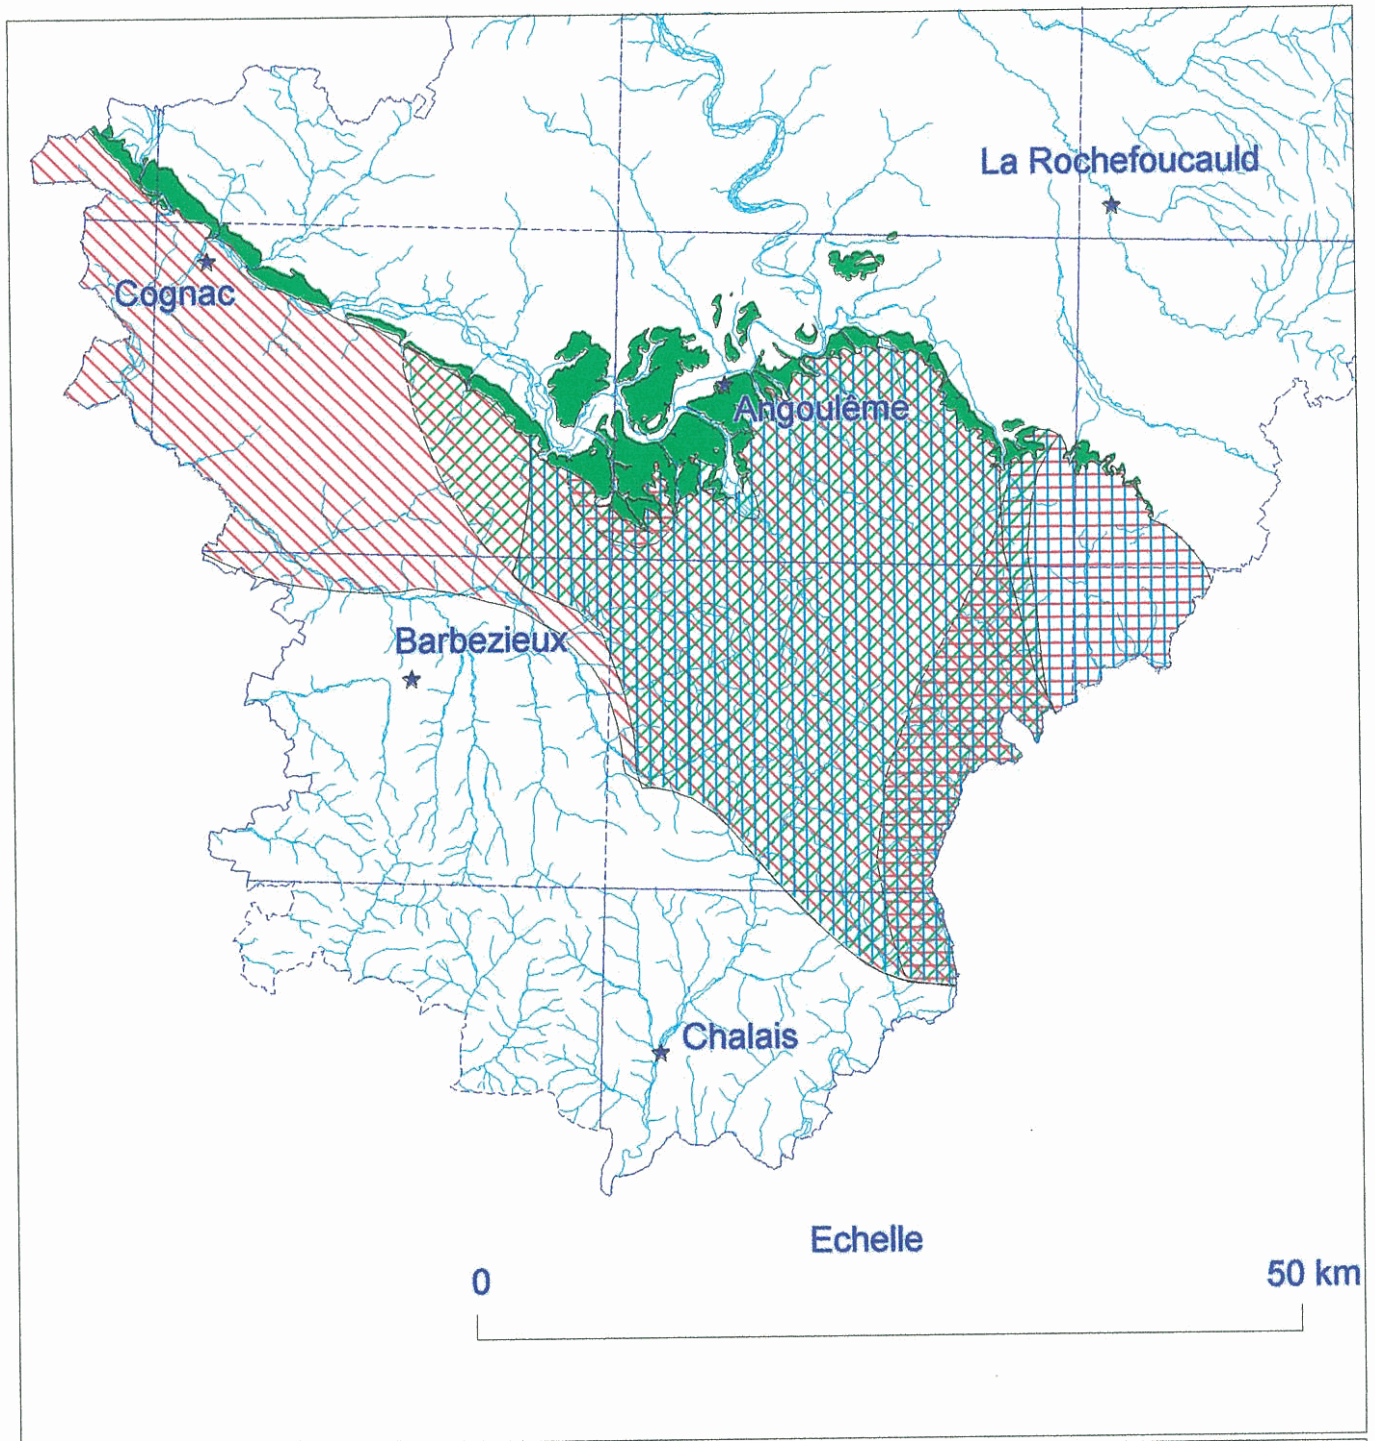 La Rochefoucauld
Cognac
Angoulême
Barbezieux
Chalais
Echelle
0 50 km